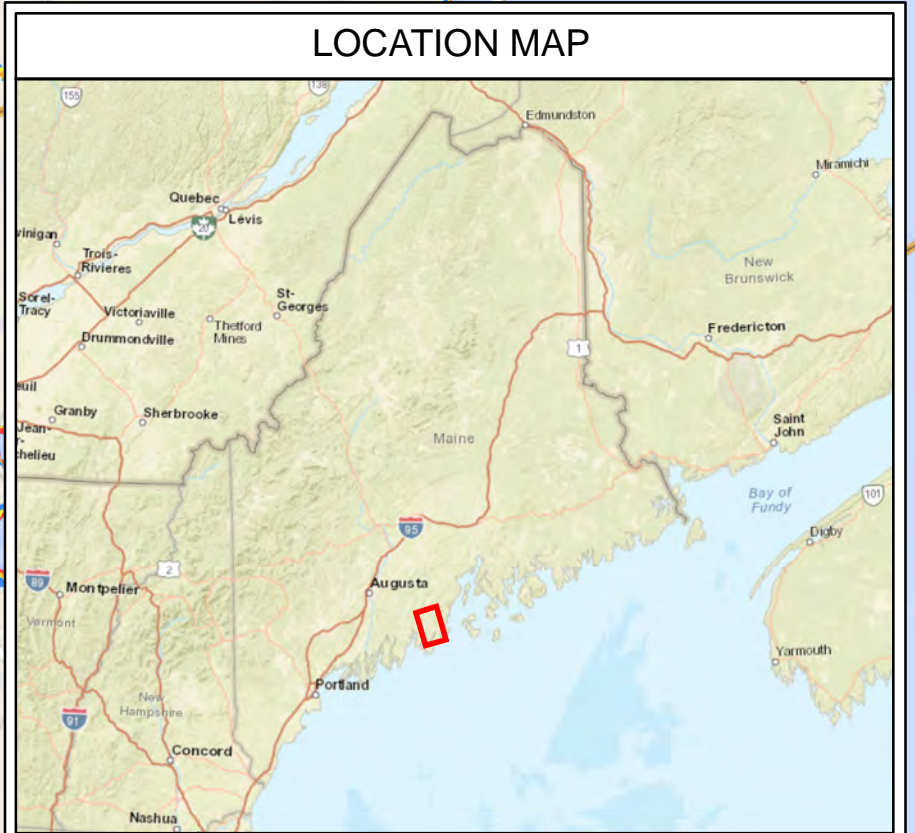 LOCATION MAP
155
138
Edmundston
Miramichi
Quebec
Lévis
20
vinigan
Trois-
Rivieres
New
Brunswick
Sorel-
Tracy
St-
Georges
Victoriaville
Thetford
Mines
Fredericton
Drummondville
1
euil
Granby
Sherbrooke
Saint
John
Jean-
r-
chelieu
Maine
Bay of
Fundy
101
95
Digby
2
89
Montpelier
Augusta
Vermont
Yarmouth
Portland
New
Hampshire
91
Concord
Nashua